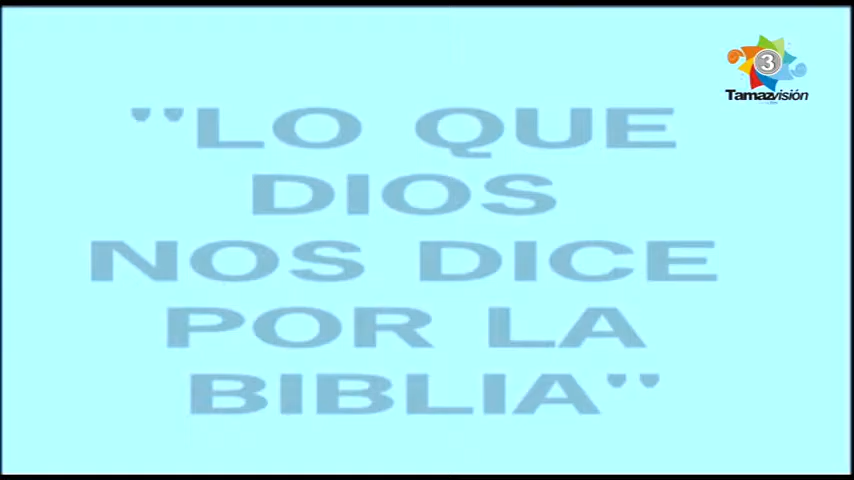 3
Tamazvisión
"LO QUE
DIOS
NOS DICE
POR LA
BIBLIA"